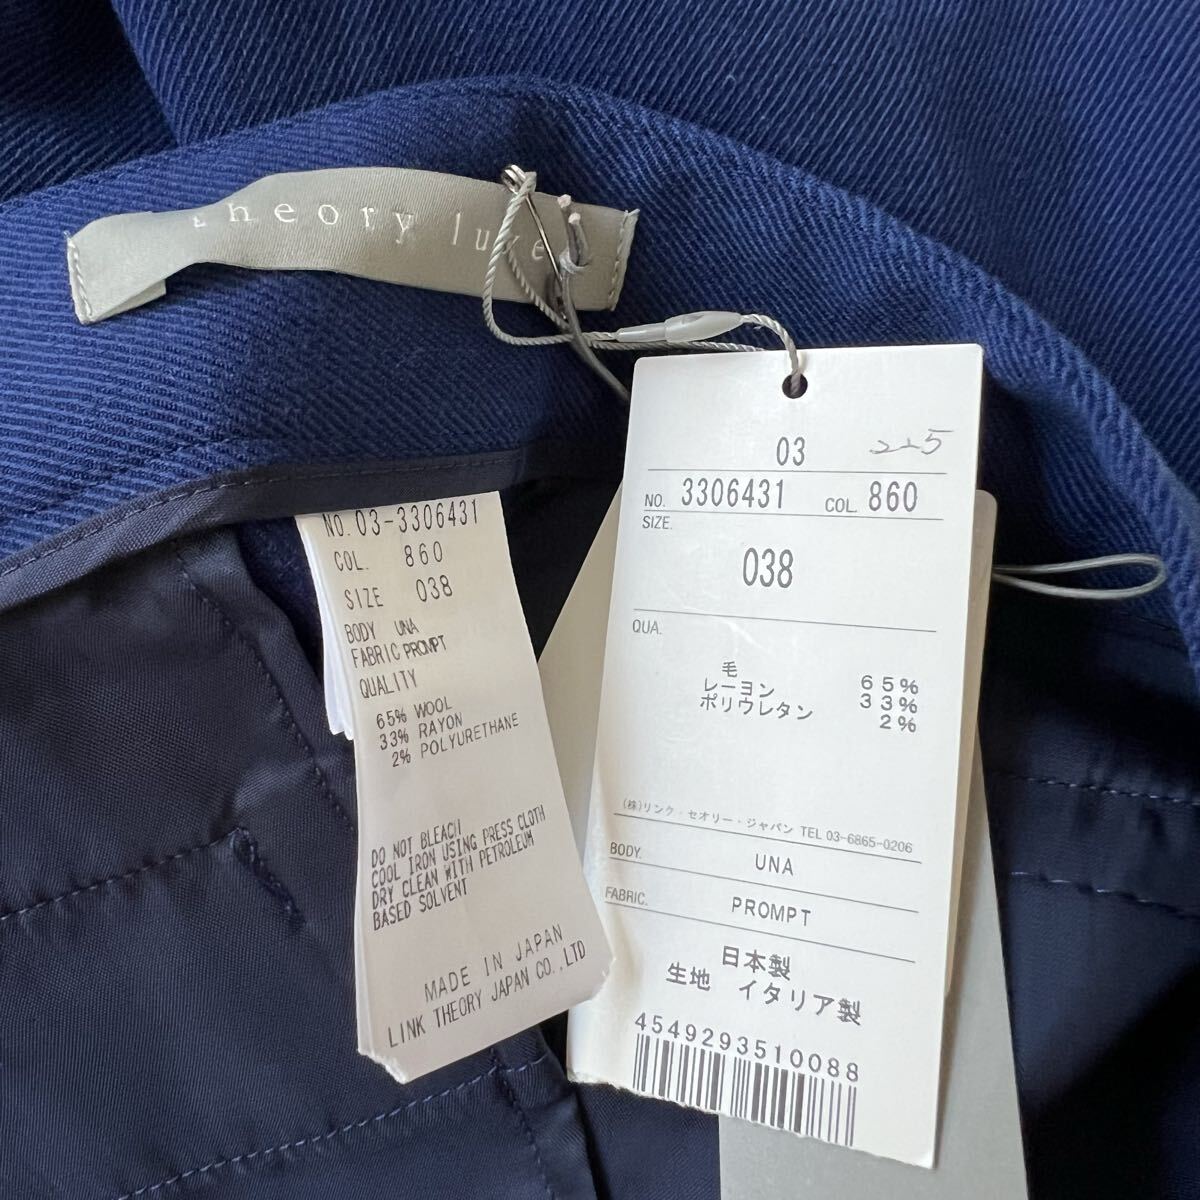 theory luxe
NO. 03-3306431
COL. 860
SIZE 038
BODY UNA
FABRIC PROMPT
QUALITY
65% WOOL
33% RAYON
2% POLYURETHANE
DO NOT BLEACH
COOL IRON USING PRESS CLOTH
DRY CLEAN WITH PETROLEUM
BASED SOLVENT
MADE IN JAPAN
LINK THEORY JAPAN CO.,LTD
03
NO. 3306431 COL. 860
SIZE.
038
QUA.
毛 65%
レーヨン 33%
ポリウレタン 2%
(株)リンク・セオリー・ジャパン TEL 03-6865-0206
BODY. UNA
FABRIC. PROMPT
日本製
生地 イタリア製
4549293510088